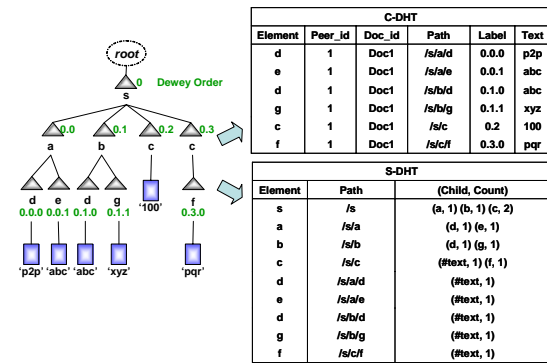 root
0 Dewey Order
s
0.0 0.1 0.2 0.3
a b c c
d e d g '100' f
0.0.0 0.0.1 0.1.0 0.1.1 0.3.0
'p2p' 'abc' 'abc' 'xyz' 'pqr'
C-DHT
Element Peer_id Doc_id Path Label Text
d 1 Doc1 /s/a/d 0.0.0 p2p
e 1 Doc1 /s/a/e 0.0.1 abc
d 1 Doc1 /s/b/d 0.1.0 abc
g 1 Doc1 /s/b/g 0.1.1 xyz
c 1 Doc1 /s/c 0.2 100
f 1 Doc1 /s/c/f 0.3.0 pqr
S-DHT
Element Path (Child, Count)
s /s (a, 1) (b, 1) (c, 2)
a /s/a (d, 1) (e, 1)
b /s/b (d, 1) (g, 1)
c /s/c (#text, 1) (f, 1)
d /s/a/d (#text, 1)
e /s/a/e (#text, 1)
d /s/b/d (#text, 1)
g /s/b/g (#text, 1)
f /s/c/f (#text, 1)